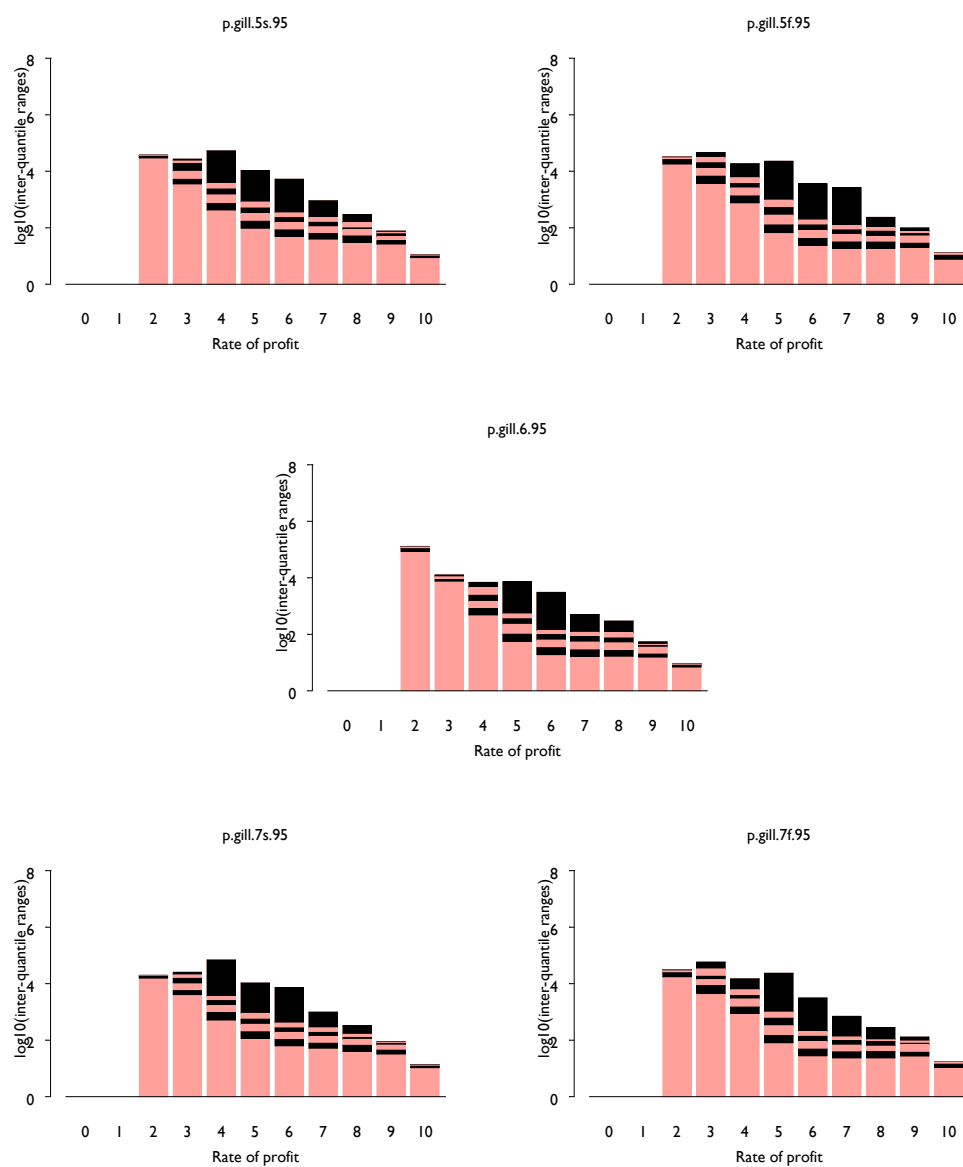 p.gill.5s.95
p.gill.5f.95
log10(inter-quantile ranges)
8
6
4
2
0
0 1 2 3 4 5 6 7 8 9 10
Rate of profit
log10(inter-quantile ranges)
8
6
4
2
0
0 1 2 3 4 5 6 7 8 9 10
Rate of profit
p.gill.6.95
log10(inter-quantile ranges)
8
6
4
2
0
0 1 2 3 4 5 6 7 8 9 10
Rate of profit
p.gill.7s.95
p.gill.7f.95
log10(inter-quantile ranges)
8
6
4
2
0
0 1 2 3 4 5 6 7 8 9 10
Rate of profit
log10(inter-quantile ranges)
8
6
4
2
0
0 1 2 3 4 5 6 7 8 9 10
Rate of profit